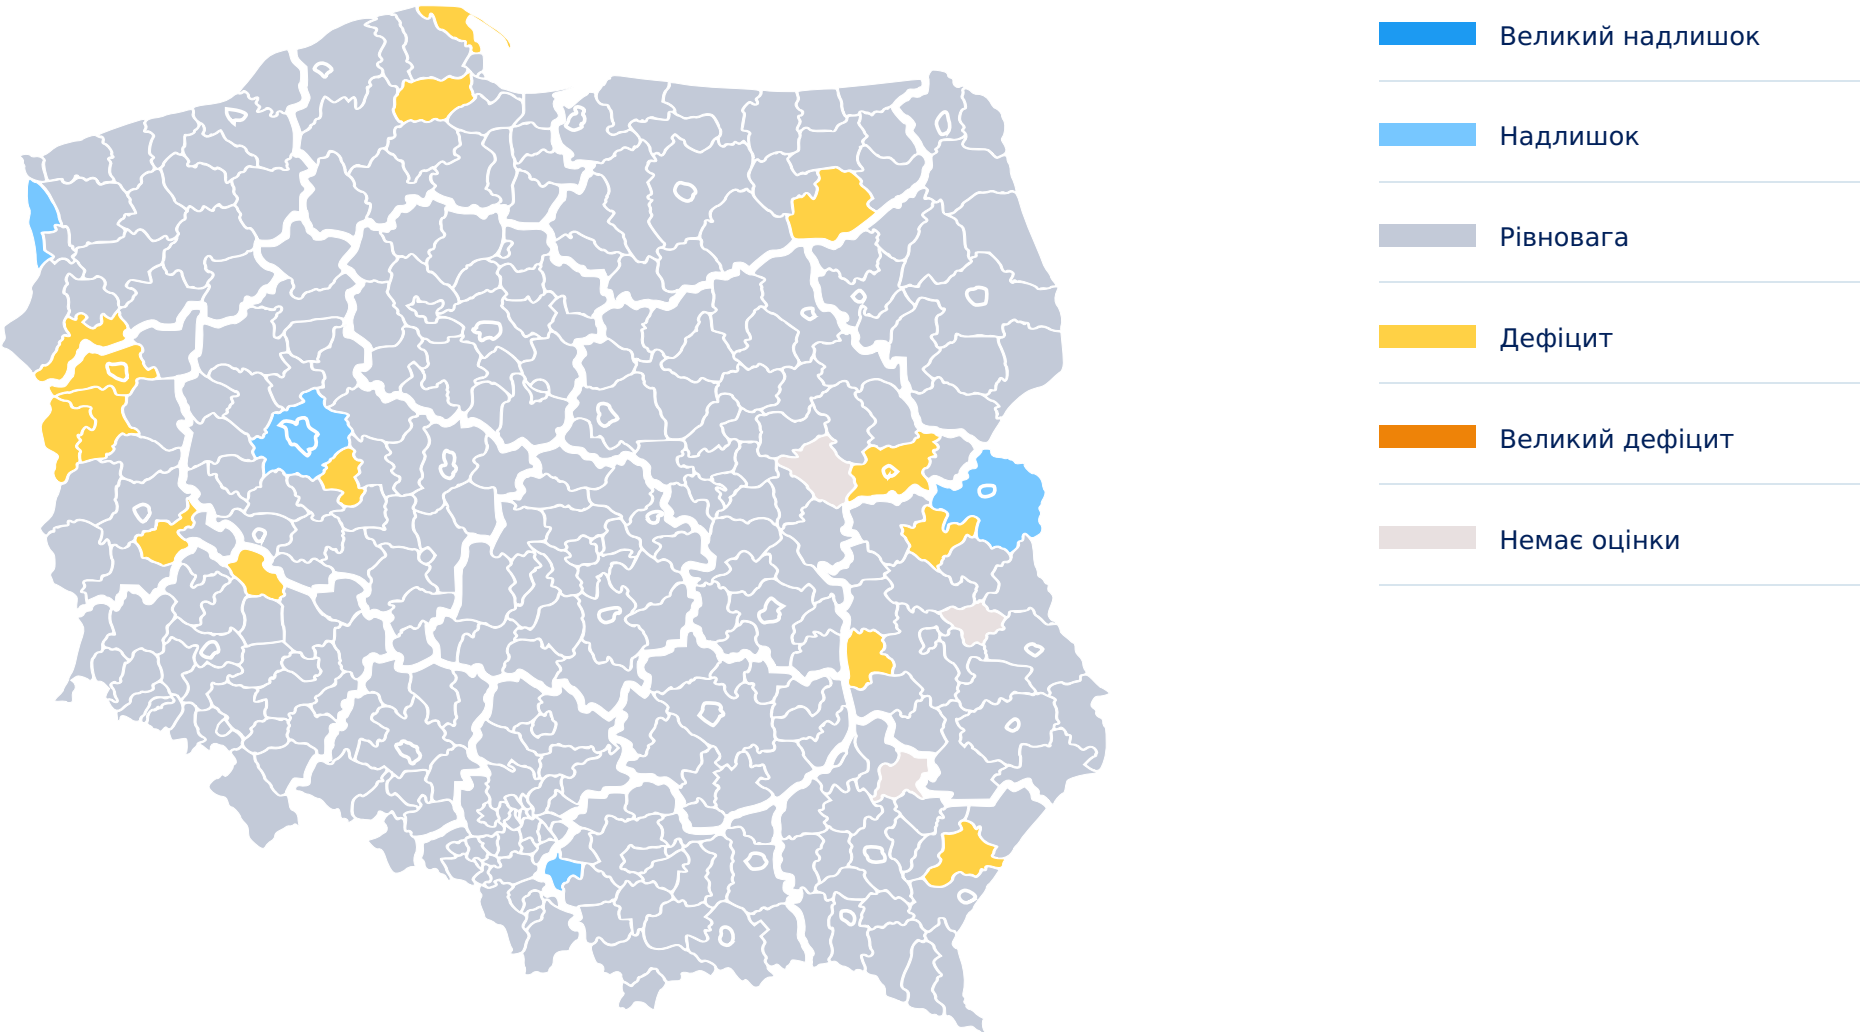 Великий надлишок
Надлишок
Рівновага
Дефіцит
Великий дефіцит
Немає оцінки